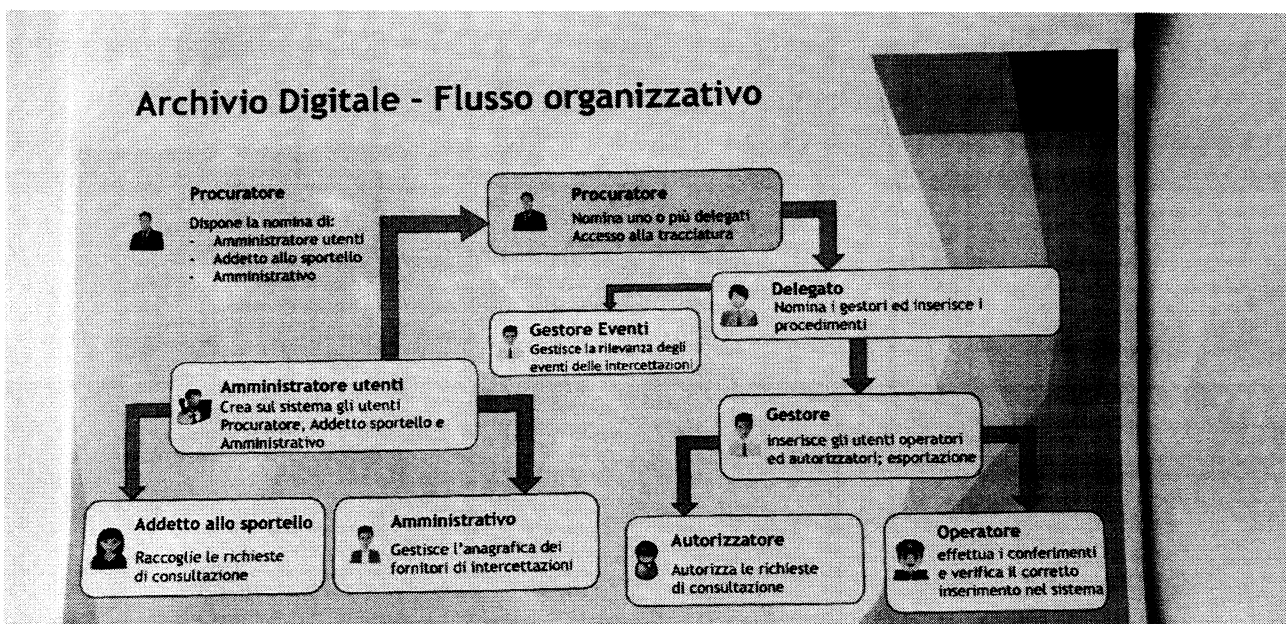 Archivio Digitale - Flusso organizzativo
Procuratore
Dispone la nomina di:
- Amministratore utenti
- Addetto allo sportello
- Amministrativo
Procuratore
Nomina uno o più delegati
Accesso alla tracciatura
Delegato
Nomina i gestori ed inserisce i
procedimenti
Gestore Eventi
Gestisce la rilevanza degli
eventi delle intercettazioni
Amministratore utenti
Crea sul sistema gli utenti
Procuratore, Addetto sportello e
Amministrativo
Gestore
inserisce gli utenti operatori
ed autorizzatori; esportazione
Addetto allo sportello
Raccoglie le richieste
di consultazione
Amministrativo
Gestisce l'anagrafica dei
fornitori di intercettazioni
Autorizzatore
Autorizza le richieste
di consultazione
Operatore
effettua i conferimenti
e verifica il corretto
inserimento nel sistema